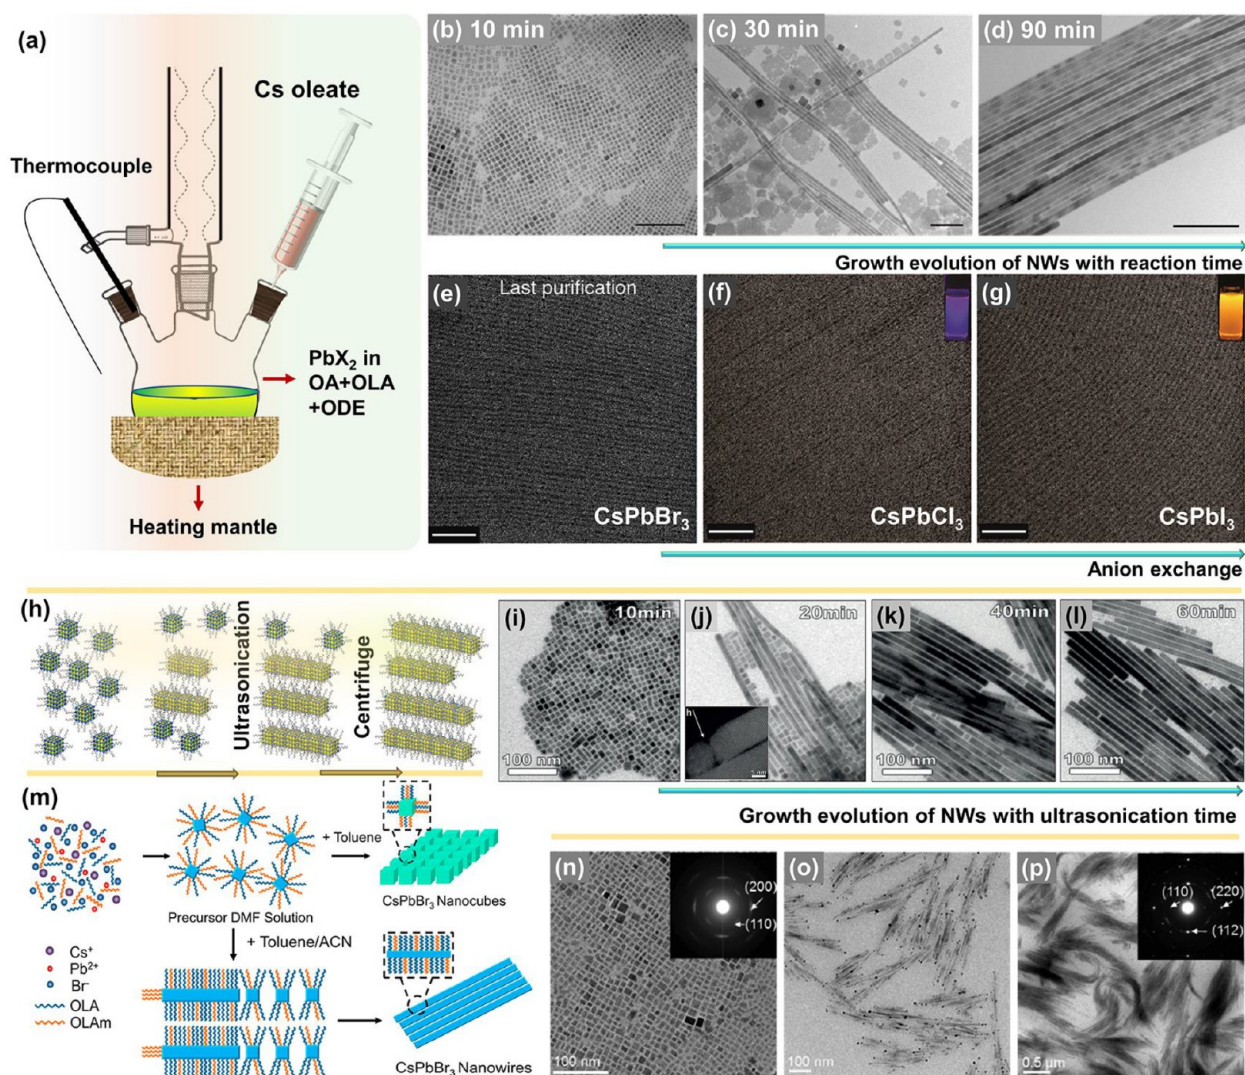 (a)
Cs oleate
Thermocouple
PbX2 in
OA+OLA
+ODE
Heating mantle
(b) 10 min
(c) 30 min
(d) 90 min
Growth evolution of NWs with reaction time
(e)
Last purification
CsPbBr3
(f)
CsPbCl3
(g)
CsPbI3
Anion exchange
(h)
Ultrasonication
Centrifuge
(i)
10min
100 nm
(j)
20min
h
5 nm
(k)
40min
100 nm
(l)
60min
100 nm
Growth evolution of NWs with ultrasonication time
(m)
+ Toluene
CsPbBr3 Nanocubes
Precursor DMF Solution
+ Toluene/ACN
Cs+
Pb2+
Br-
OLA
OLAm
CsPbBr3 Nanowires
(n)
(200)
(110)
100 nm
(o)
100 nm
(p)
(110)
(220)
(112)
0.5 μm